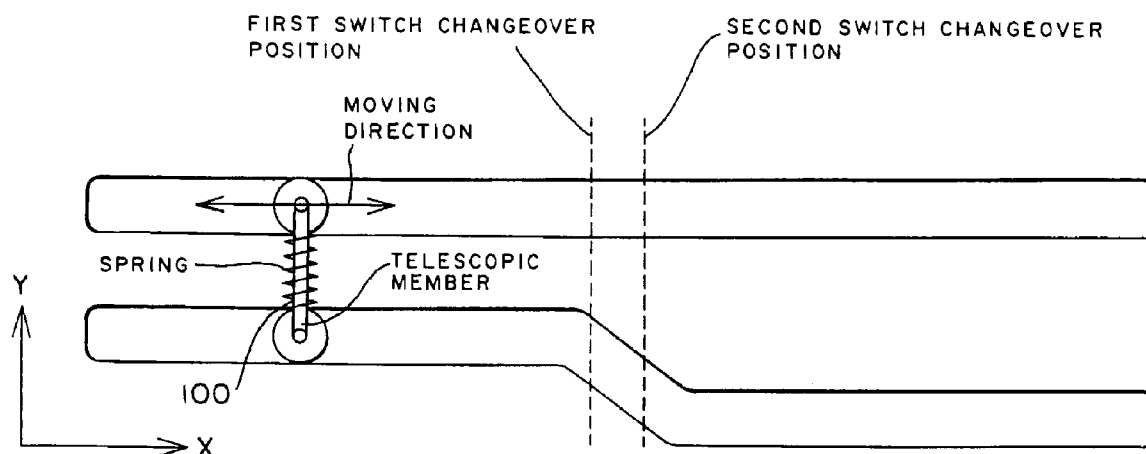 FIRST SWITCH CHANGEOVER
POSITION
SECOND SWITCH CHANGEOVER
POSITION
MOVING
DIRECTION
SPRING
TELESCOPIC
MEMBER
Y
100
X